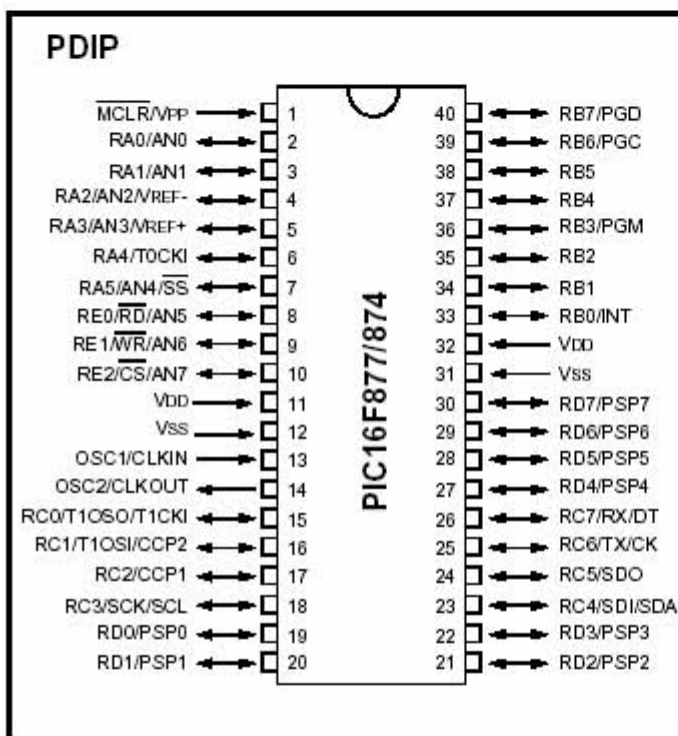 PDIP
MCLR/VPP 1 40 RB7/PGD
RA0/AN0 2 39 RB6/PGC
RA1/AN1 3 38 RB5
RA2/AN2/VREF- 4 37 RB4
RA3/AN3/VREF+ 5 36 RB3/PGM
RA4/T0CKI 6 35 RB2
RA5/AN4/SS 7 34 RB1
RE0/RD/AN5 8 33 RB0/INT
RE1/WR/AN6 9 32 VDD
RE2/CS/AN7 10 31 VSS
VDD 11 30 RD7/PSP7
VSS 12 29 RD6/PSP6
OSC1/CLKIN 13 28 RD5/PSP5
OSC2/CLKOUT 14 27 RD4/PSP4
RC0/T1OSO/T1CKI 15 26 RC7/RX/DT
RC1/T1OSI/CCP2 16 25 RC6/TX/CK
RC2/CCP1 17 24 RC5/SDO
RC3/SCK/SCL 18 23 RC4/SDI/SDA
RD0/PSP0 19 22 RD3/PSP3
RD1/PSP1 20 21 RD2/PSP2
PIC16F877/874